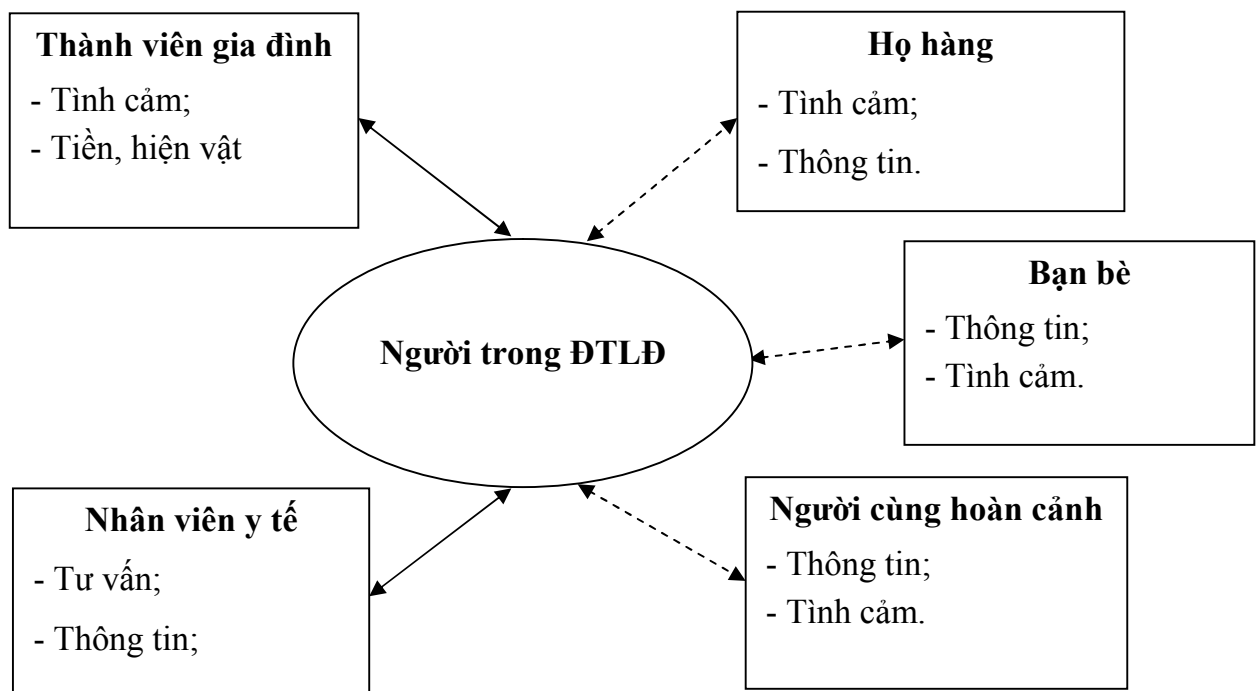 Thành viên gia đình
- Tình cảm;
- Tiền, hiện vật
Họ hàng
- Tình cảm;
- Thông tin.
Bạn bè
- Thông tin;
- Tình cảm.
Người trong ĐTLĐ
Nhân viên y tế
- Tư vấn;
- Thông tin;
Người cùng hoàn cảnh
- Thông tin;
- Tình cảm.